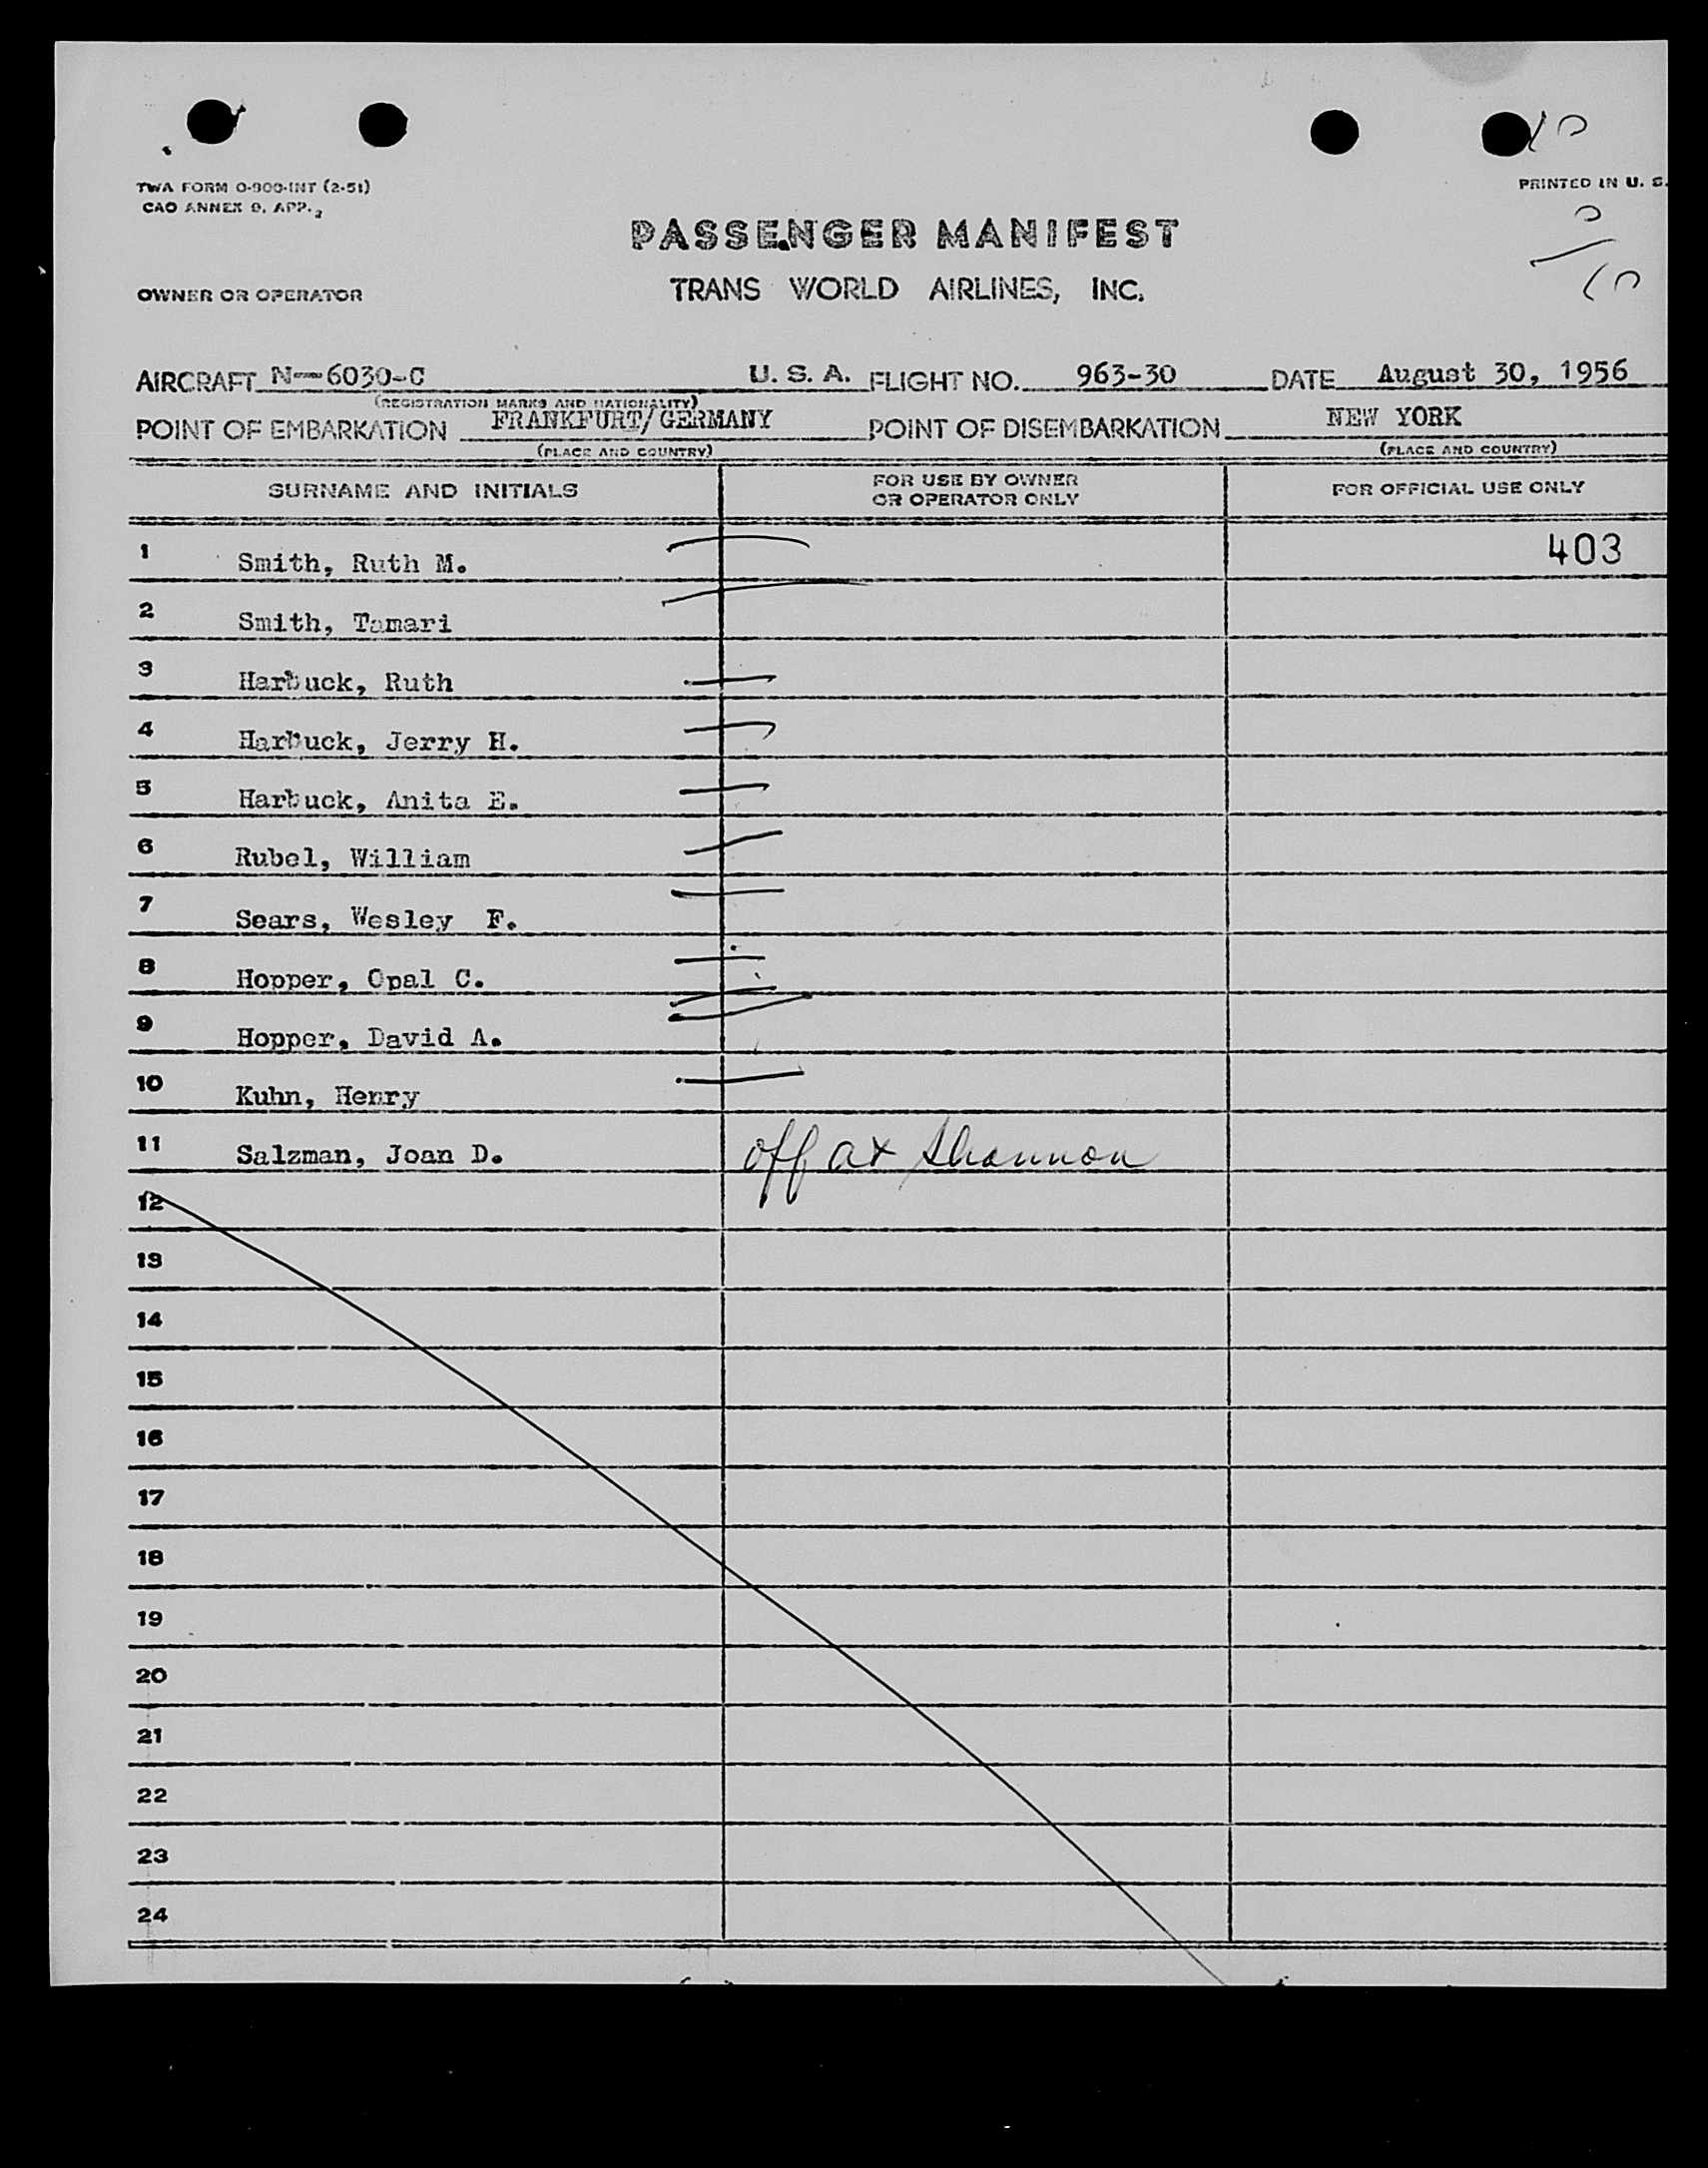 10
TWA FORM O-900-INT (2-51)
CAO ANNEX 9, APP. 2
PRINTED IN U. S.
PASSENGER MANIFEST
OWNER OR OPERATOR
TRANS WORLD AIRLINES, INC.
AIRCRAFT N-6030-C U. S. A. FLIGHT NO. 963-30 DATE August 30, 1956
(REGISTRATION MARKS AND NATIONALITY)
POINT OF EMBARKATION FRANKFURT/GERMANY POINT OF DISEMBARKATION NEW YORK
(PLACE AND COUNTRY) (PLACE AND COUNTRY)
SURNAME AND INITIALS FOR USE BY OWNER OR OPERATOR ONLY FOR OFFICIAL USE ONLY
1 Smith, Ruth M. 403
2 Smith, Tamari
3 Harbuck, Ruth
4 Harbuck, Jerry H.
5 Harbuck, Anita E.
6 Rubel, William
7 Sears, Wesley F.
8 Hopper, Opal C.
9 Hopper, David A.
10 Kuhn, Henry
11 Salzman, Joan D. off at Shannon
12
13
14
15
16
17
18
19
20
21
22
23
24